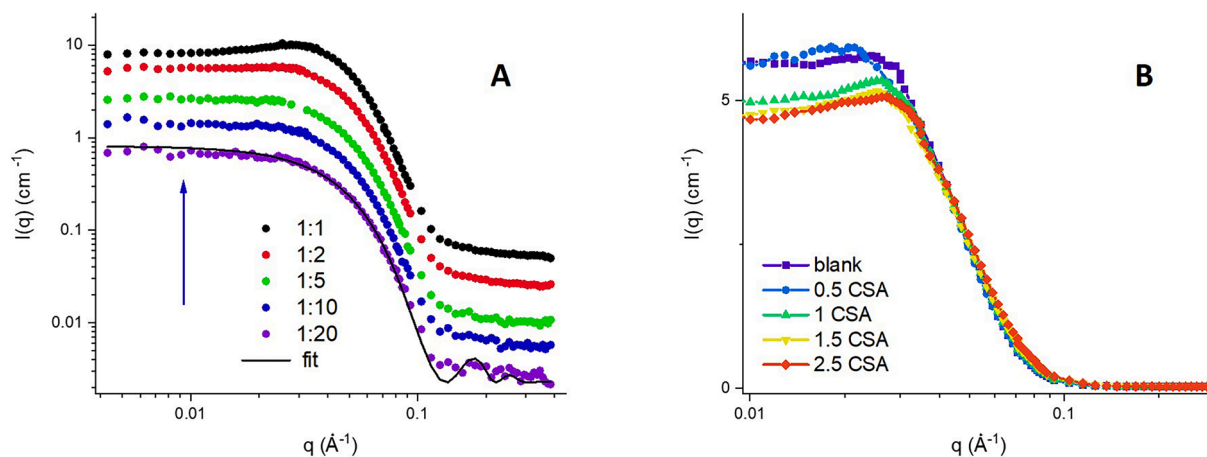 A
10
1
0.1
0.01
I(q) (cm⁻¹)
1:1
1:2
1:5
1:10
1:20
fit
0.01
0.1
q (Å⁻¹)
B
5
0
I(q) (cm⁻¹)
blank
0.5 CSA
1 CSA
1.5 CSA
2.5 CSA
0.01
0.1
q (Å⁻¹)